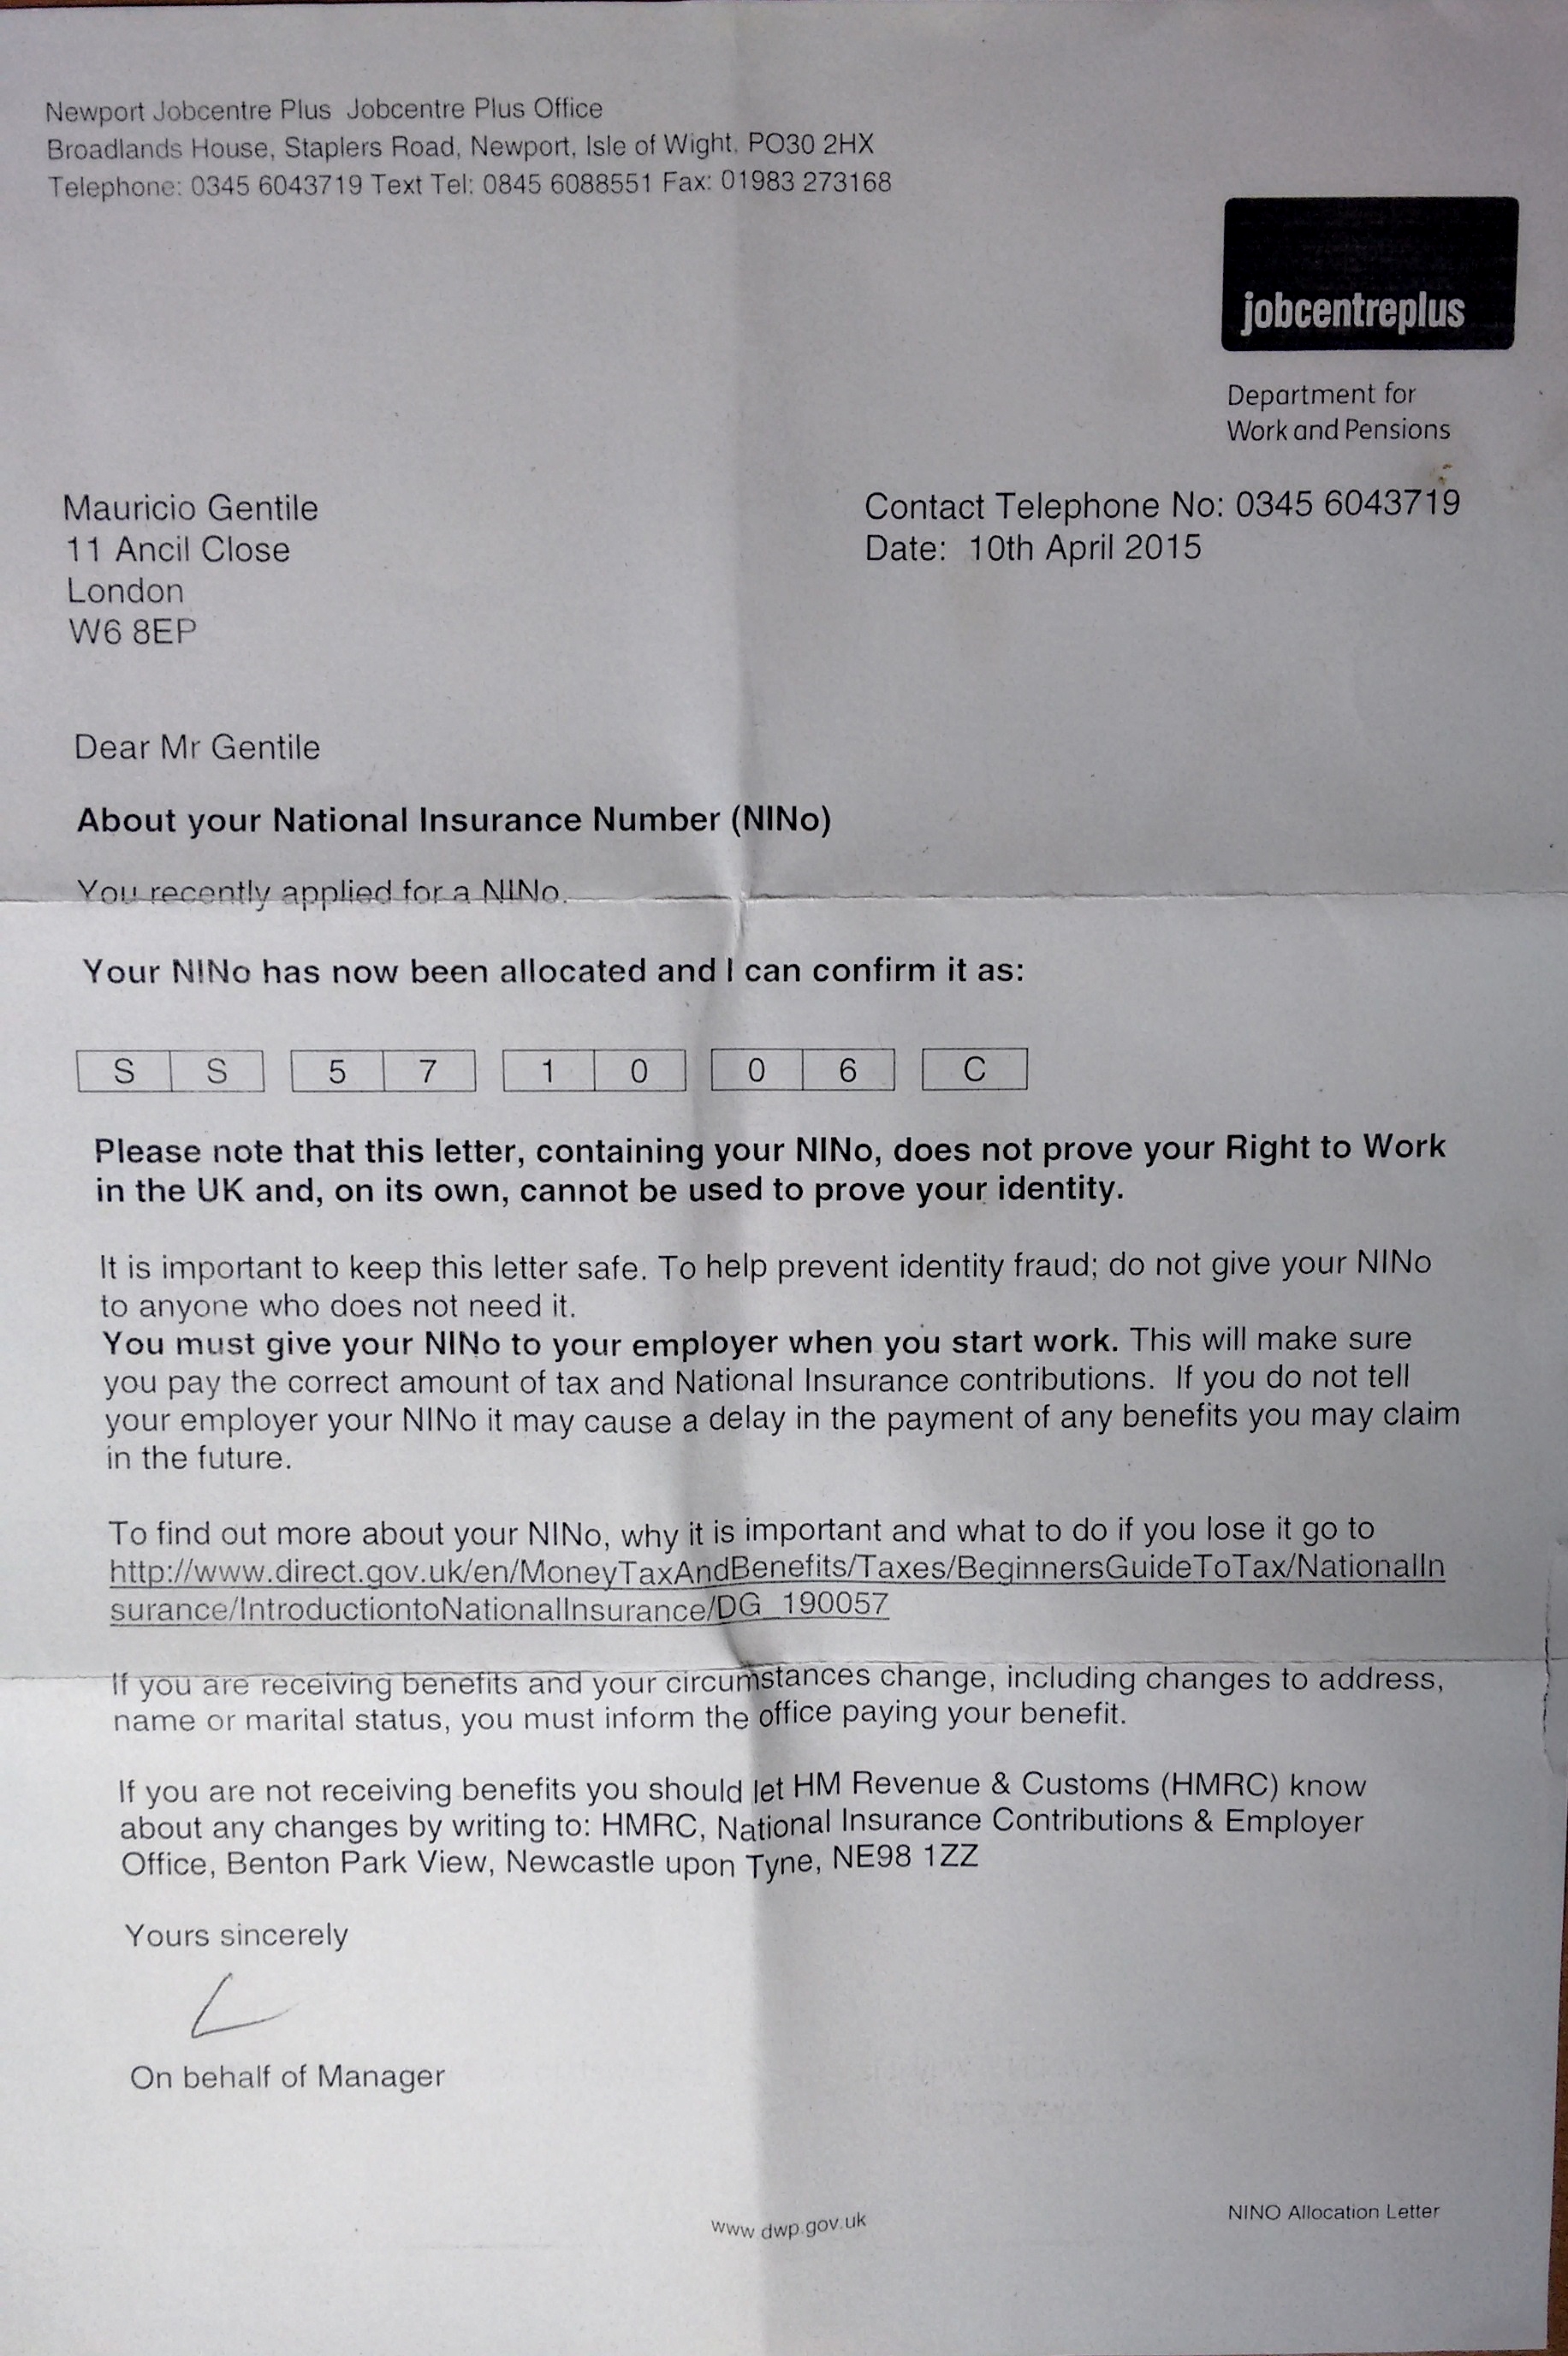 Newport Jobcentre Plus Jobcentre Plus Office
Broadlands House, Staplers Road, Newport, Isle of Wight, PO30 2HX
Telephone: 0345 6043719 Text Tel: 0845 6088551 Fax: 01983 273168
jobcentreplus
Department for
Work and Pensions
Mauricio Gentile
11 Ancil Close
London
W6 8EP
Contact Telephone No: 0345 6043719
Date: 10th April 2015
Dear Mr Gentile
About your National Insurance Number (NINo)
You recently applied for a NINo.
Your NINo has now been allocated and I can confirm it as:
S S 5 7 1 0 0 6 C
Please note that this letter, containing your NINo, does not prove your Right to Work
in the UK and, on its own, cannot be used to prove your identity.
It is important to keep this letter safe. To help prevent identity fraud; do not give your NINo
to anyone who does not need it.
You must give your NINo to your employer when you start work. This will make sure
you pay the correct amount of tax and National Insurance contributions. If you do not tell
your employer your NINo it may cause a delay in the payment of any benefits you may claim
in the future.
To find out more about your NINo, why it is important and what to do if you lose it go to
http://www.direct.gov.uk/en/MoneyTaxAndBenefits/Taxes/BeginnersGuideToTax/NationalIn
surance/IntroductiontoNationalInsurance/DG_190057
If you are receiving benefits and your circumstances change, including changes to address,
name or marital status, you must inform the office paying your benefit.
If you are not receiving benefits you should let HM Revenue & Customs (HMRC) know
about any changes by writing to: HMRC, National Insurance Contributions & Employer
Office, Benton Park View, Newcastle upon Tyne, NE98 1ZZ
Yours sincerely
On behalf of Manager
www.dwp.gov.uk
NINO Allocation Letter